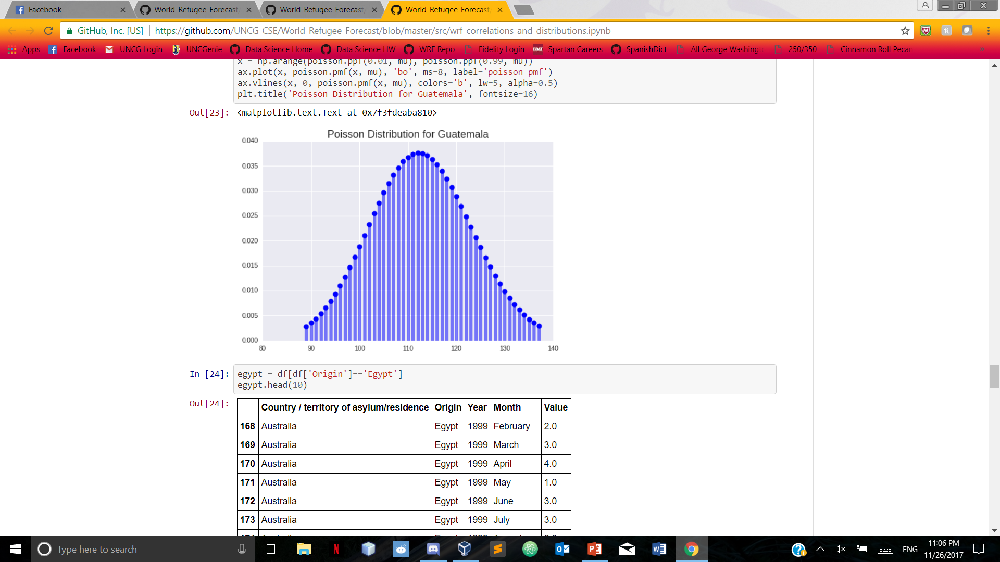 Facebook
World-Refugee-Forecast
World-Refugee-Forecast
World-Refugee-Forecast
GitHub, Inc. [US] https://github.com/UNCG-CSE/World-Refugee-Forecast/blob/master/src/wrf_correlations_and_distributions.ipynb
Apps Facebook UNCG Login UNCGenie Data Science Home Data Science HW WRF Repo Fidelity Login BB&T Spartan Careers SpanishDict All George Washingt 250/350 Cinnamon Roll Pecan
x = np.arange(poisson.ppf(0.01, mu), poisson.ppf(0.99, mu))
ax.plot(x, poisson.pmf(x, mu), 'bo', ms=8, label='poisson pmf')
ax.vlines(x, 0, poisson.pmf(x, mu), colors='b', lw=5, alpha=0.5)
plt.title('Poisson Distribution for Guatemala', fontsize=16)
Out[23]: <matplotlib.text.Text at 0x7f3fdeaba810>
Poisson Distribution for Guatemala
0.040
0.035
0.030
0.025
0.020
0.015
0.010
0.005
0.000
80 90 100 110 120 130 140
In [24]: egypt = df[df['Origin']=='Egypt']
egypt.head(10)
Out[24]:
Country / territory of asylum/residence Origin Year Month Value
168 Australia Egypt 1999 February 2.0
169 Australia Egypt 1999 March 3.0
170 Australia Egypt 1999 April 4.0
171 Australia Egypt 1999 May 1.0
172 Australia Egypt 1999 June 3.0
173 Australia Egypt 1999 July 3.0
Type here to search
ENG
11:06 PM
11/26/2017